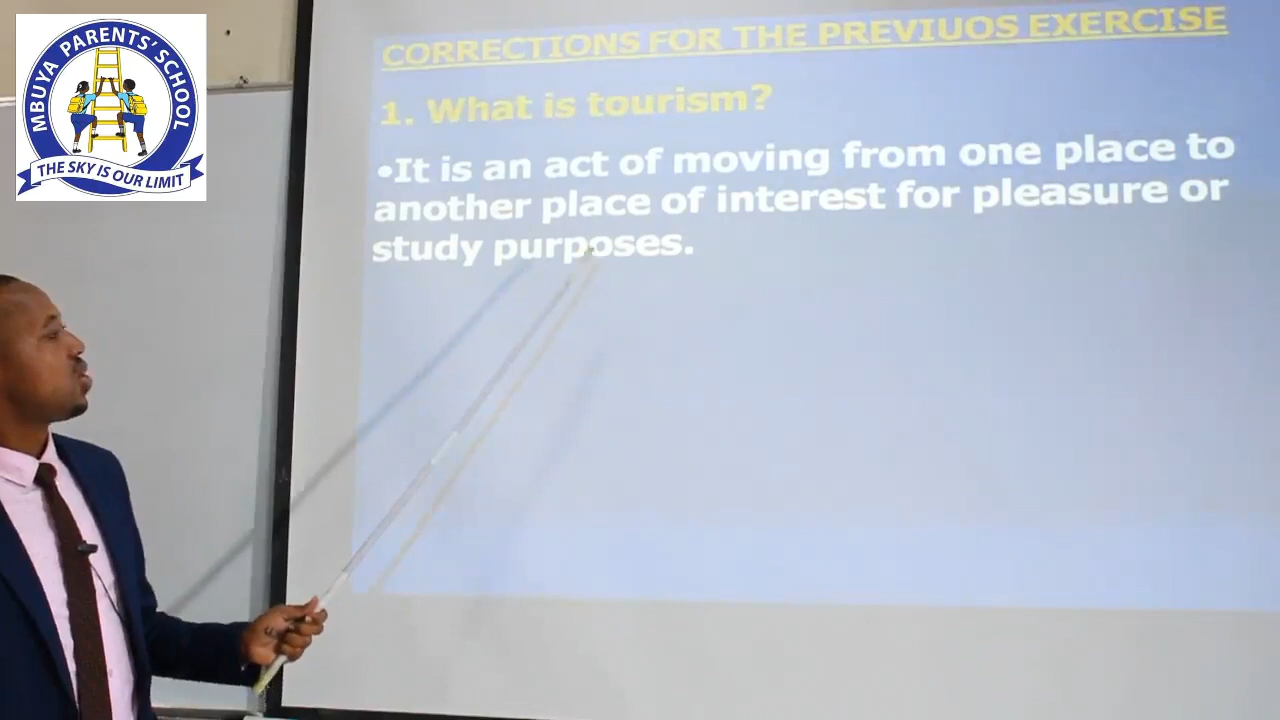 MBUYA PARENTS' SCHOOL
THE SKY IS OUR LIMIT
CORRECTIONS FOR THE PREVIUOS EXERCISE
1. What is tourism?
•It is an act of moving from one place to
another place of interest for pleasure or
study purposes.